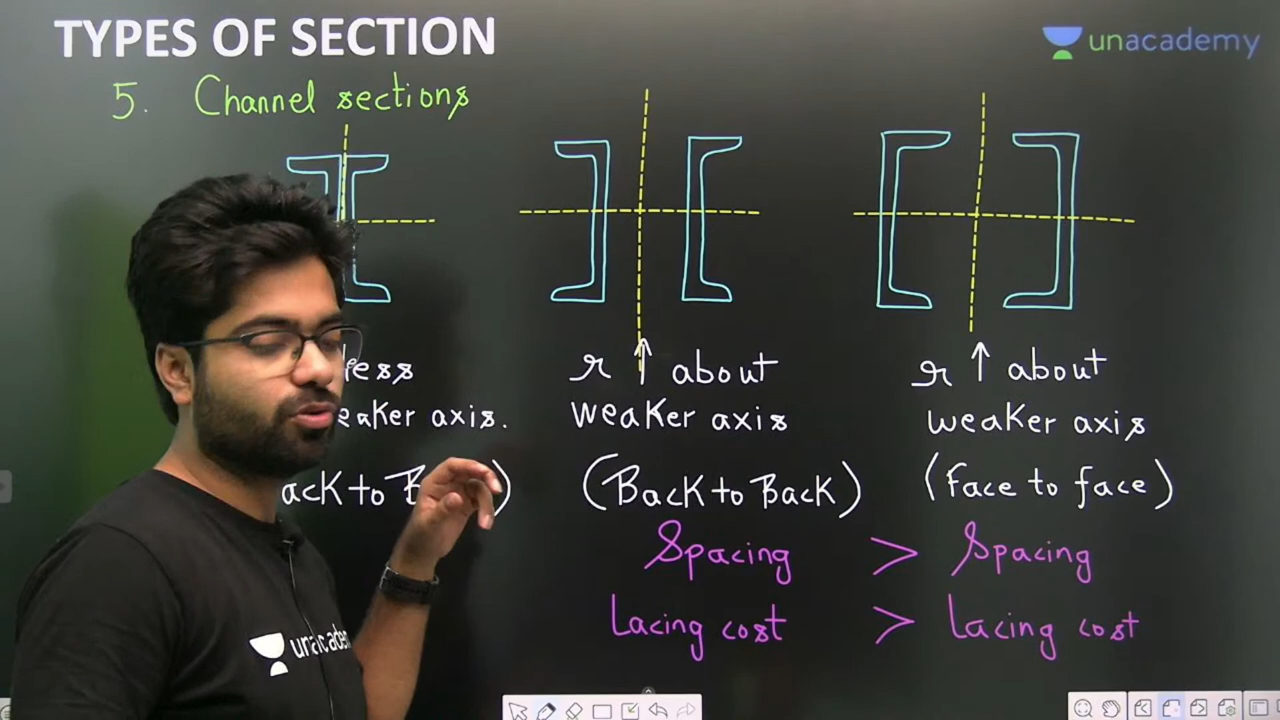 TYPES OF SECTION
unacademy
5. Channel sections
less
eaker axis.
ack to B )
r ↑ about
weaker axis
(Back to Back)
r ↑ about
weaker axis
(face to face)
Spacing > Spacing
Lacing cost > Lacing cost
unacademy